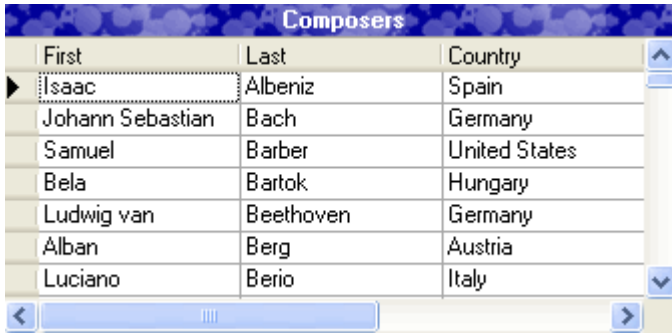 Composers
First Last Country
Isaac Albeniz Spain
Johann Sebastian Bach Germany
Samuel Barber United States
Bela Bartok Hungary
Ludwig van Beethoven Germany
Alban Berg Austria
Luciano Berio Italy